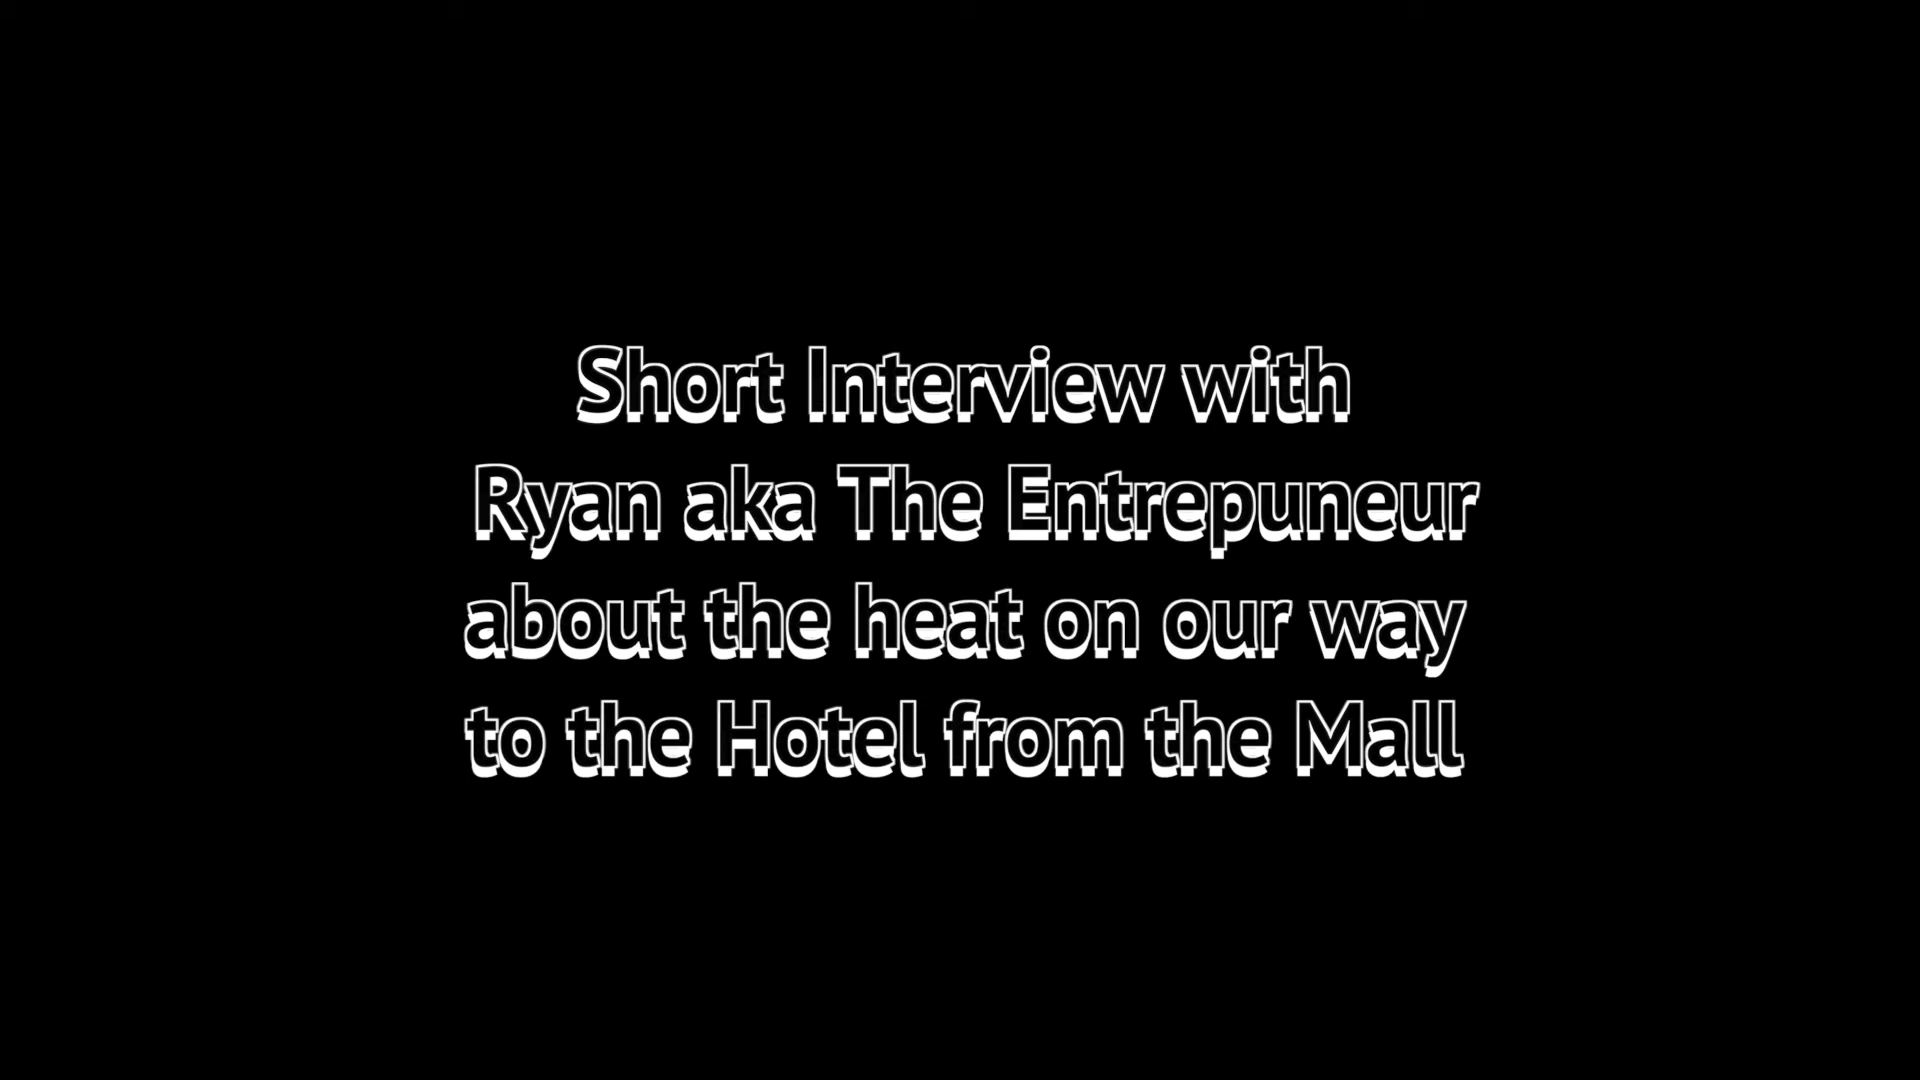 Short Interview with
Ryan aka The Entrepuneur
about the heat on our way
to the Hotel from the Mall